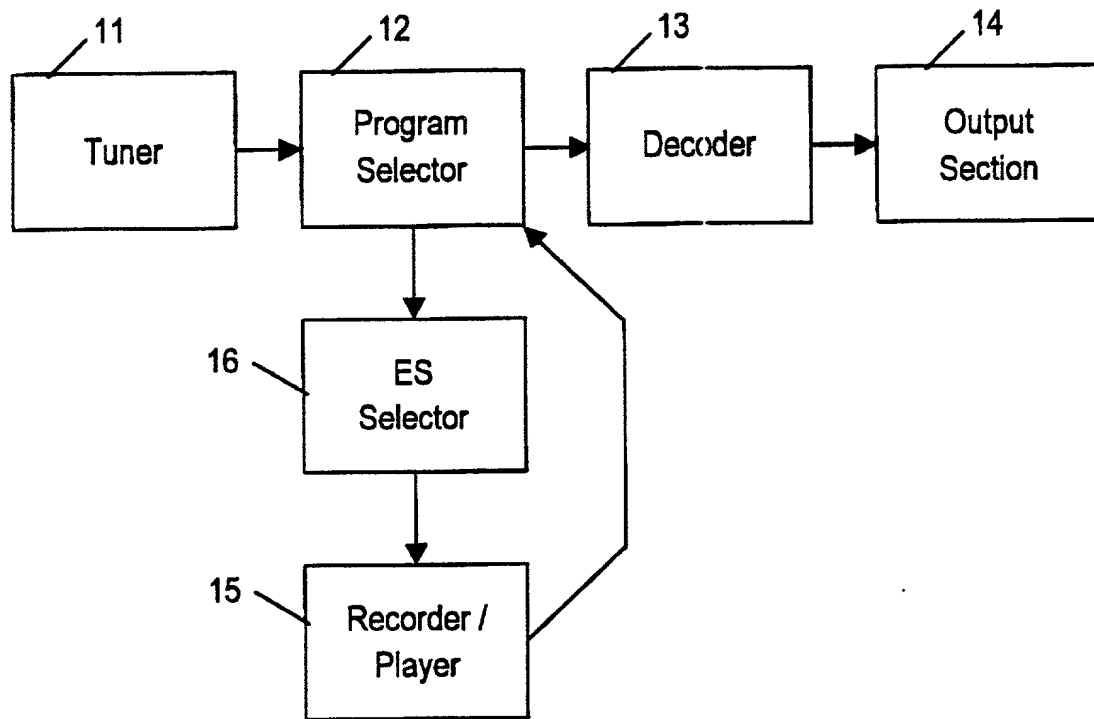 11
12
13
14
Tuner
Program
Selector
Decoder
Output
Section
16
ES
Selector
15
Recorder /
Player